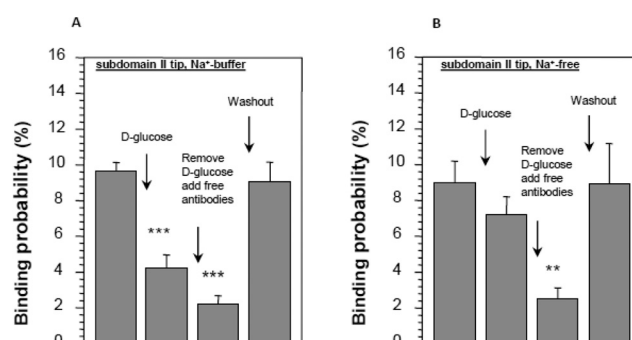 A
B
16
subdomain II tip, Na⁺-buffer
14
Washout
D-glucose
12
Remove
D-glucose
add free
antibodies
10
8
6
***
4
***
2
0
Binding probability (%)
16
subdomain II tip, Na⁺-free
14
Washout
D-glucose
12
Remove
D-glucose
add free
antibodies
10
8
6
4
**
2
0
Binding probability (%)